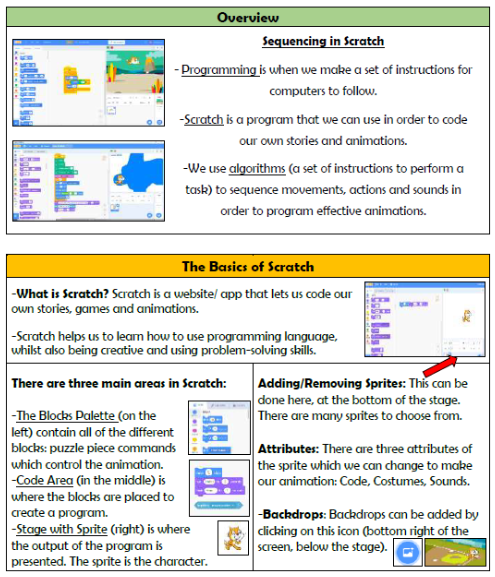 Overview
Sequencing in Scratch
- Programming is when we make a set of instructions for
computers to follow.
-Scratch is a program that we can use in order to code
our own stories and animations.
-We use algorithms (a set of instructions to perform a
task) to sequence movements, actions and sounds in
order to program effective animations.
The Basics of Scratch
-What is Scratch? Scratch is a website/ app that lets us code our
own stories, games and animations.
-Scratch helps us to learn how to use programming language,
whilst also being creative and using problem-solving skills.
There are three main areas in Scratch:
-The Blocks Palette (on the
left) contain all of the different
blocks: puzzle piece commands
which control the animation.
-Code Area (in the middle) is
where the blocks are placed to
create a program.
-Stage with Sprite (right) is where
the output of the program is
presented. The sprite is the character.
Adding/Removing Sprites: This can be
done here, at the bottom of the stage.
There are many sprites to choose from.
Attributes: There are three attributes of
the sprite which we can change to make
our animation: Code, Costumes, Sounds.
-Backdrops: Backdrops can be added by
clicking on this icon (bottom right of the
screen, below the stage).